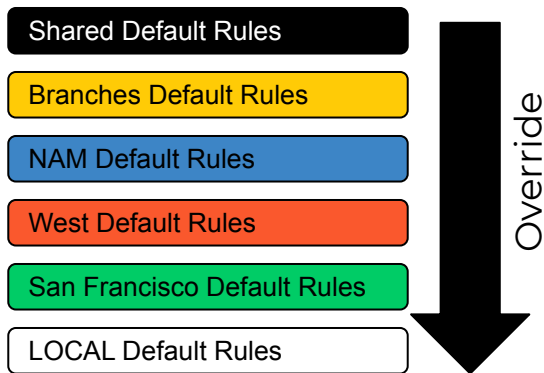 Shared Default Rules
Branches Default Rules
NAM Default Rules
West Default Rules
San Francisco Default Rules
LOCAL Default Rules
Override